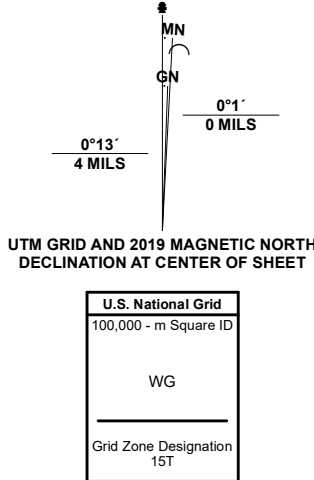 MN
GN
0°1´
0 MILS
0°13´
4 MILS
UTM GRID AND 2019 MAGNETIC NORTH
DECLINATION AT CENTER OF SHEET
U.S. National Grid
100,000 - m Square ID
WG
Grid Zone Designation
15T